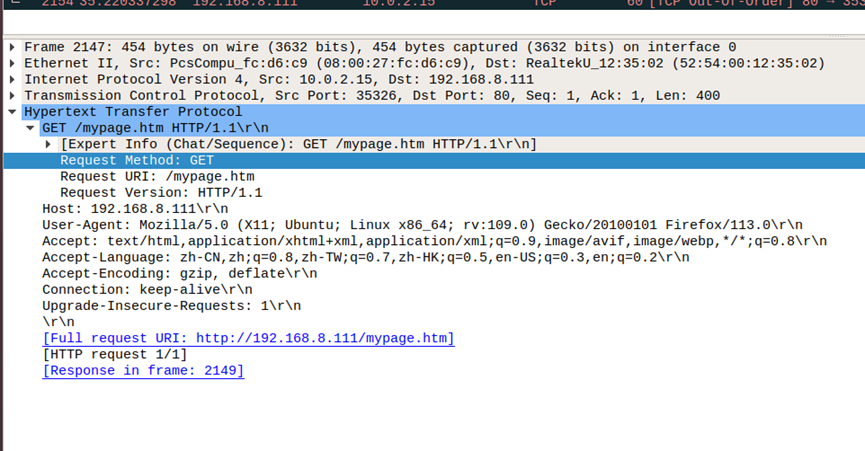 2154 35.220337298 192.168.8.111 10.0.2.15 TCP 60 [TCP Out-Of-Order] 80 → 353
Frame 2147: 454 bytes on wire (3632 bits), 454 bytes captured (3632 bits) on interface 0
Ethernet II, Src: PcsCompu_fc:d6:c9 (08:00:27:fc:d6:c9), Dst: RealtekU_12:35:02 (52:54:00:12:35:02)
Internet Protocol Version 4, Src: 10.0.2.15, Dst: 192.168.8.111
Transmission Control Protocol, Src Port: 35326, Dst Port: 80, Seq: 1, Ack: 1, Len: 400
Hypertext Transfer Protocol
GET /mypage.htm HTTP/1.1\r\n
[Expert Info (Chat/Sequence): GET /mypage.htm HTTP/1.1\r\n]
Request Method: GET
Request URI: /mypage.htm
Request Version: HTTP/1.1
Host: 192.168.8.111\r\n
User-Agent: Mozilla/5.0 (X11; Ubuntu; Linux x86_64; rv:109.0) Gecko/20100101 Firefox/113.0\r\n
Accept: text/html,application/xhtml+xml,application/xml;q=0.9,image/avif,image/webp,*/*;q=0.8\r\n
Accept-Language: zh-CN,zh;q=0.8,zh-TW;q=0.7,zh-HK;q=0.5,en-US;q=0.3,en;q=0.2\r\n
Accept-Encoding: gzip, deflate\r\n
Connection: keep-alive\r\n
Upgrade-Insecure-Requests: 1\r\n
\r\n
[Full request URI: http://192.168.8.111/mypage.htm]
[HTTP request 1/1]
[Response in frame: 2149]